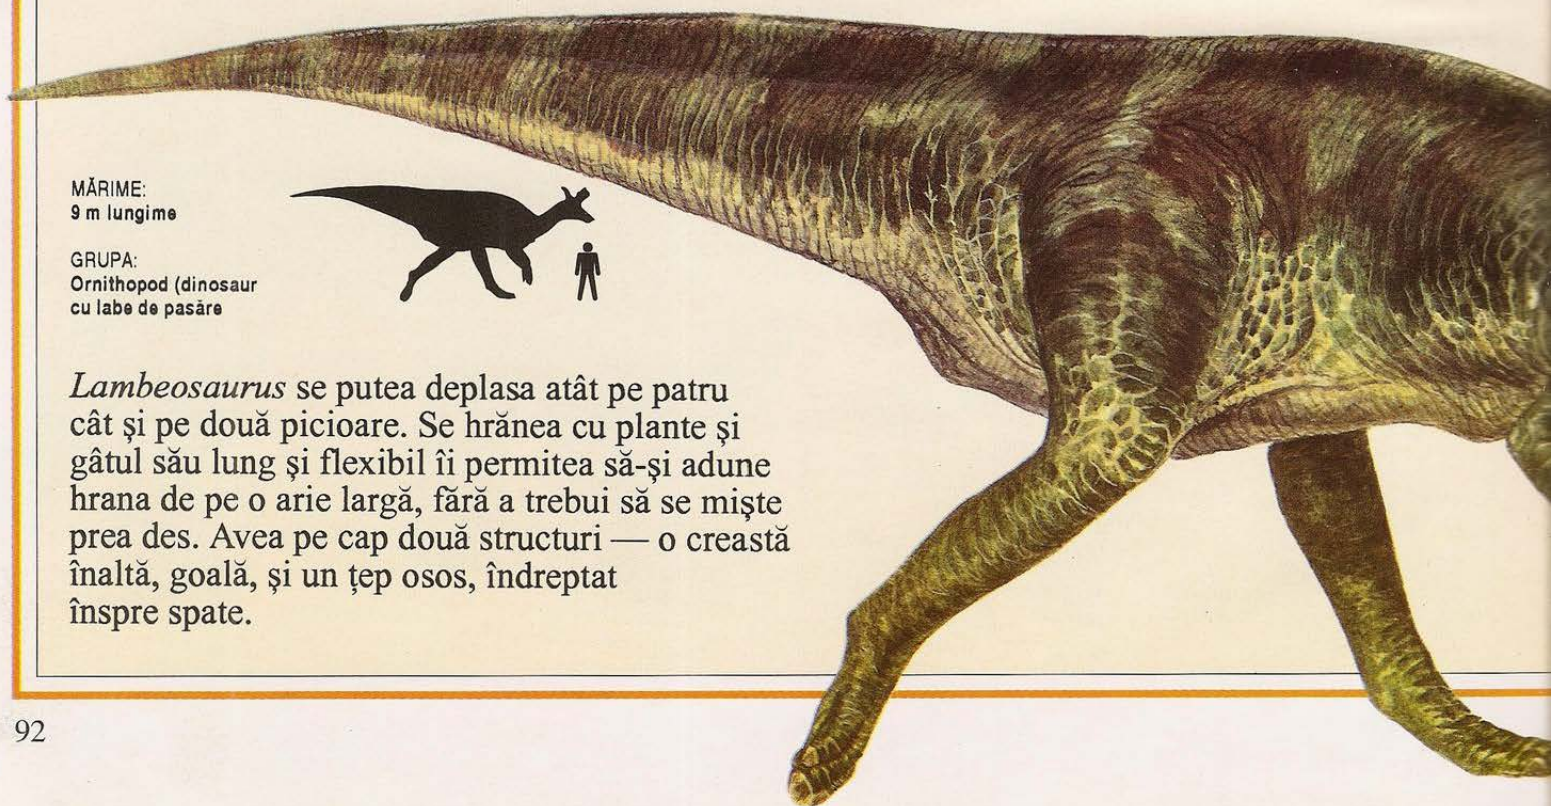 MĂRIME:
9 m lungime
GRUPA:
Ornithopod (dinosaur
cu labe de pasăre
Lambeosaurus se putea deplasa atât pe patru
cât şi pe două picioare. Se hrănea cu plante şi
gâtul său lung şi flexibil îi permitea să-şi adune
hrana de pe o arie largă, fără a trebui să se mişte
prea des. Avea pe cap două structuri — o creastă
înaltă, goală, şi un ţep osos, îndreptat
înspre spate.
92